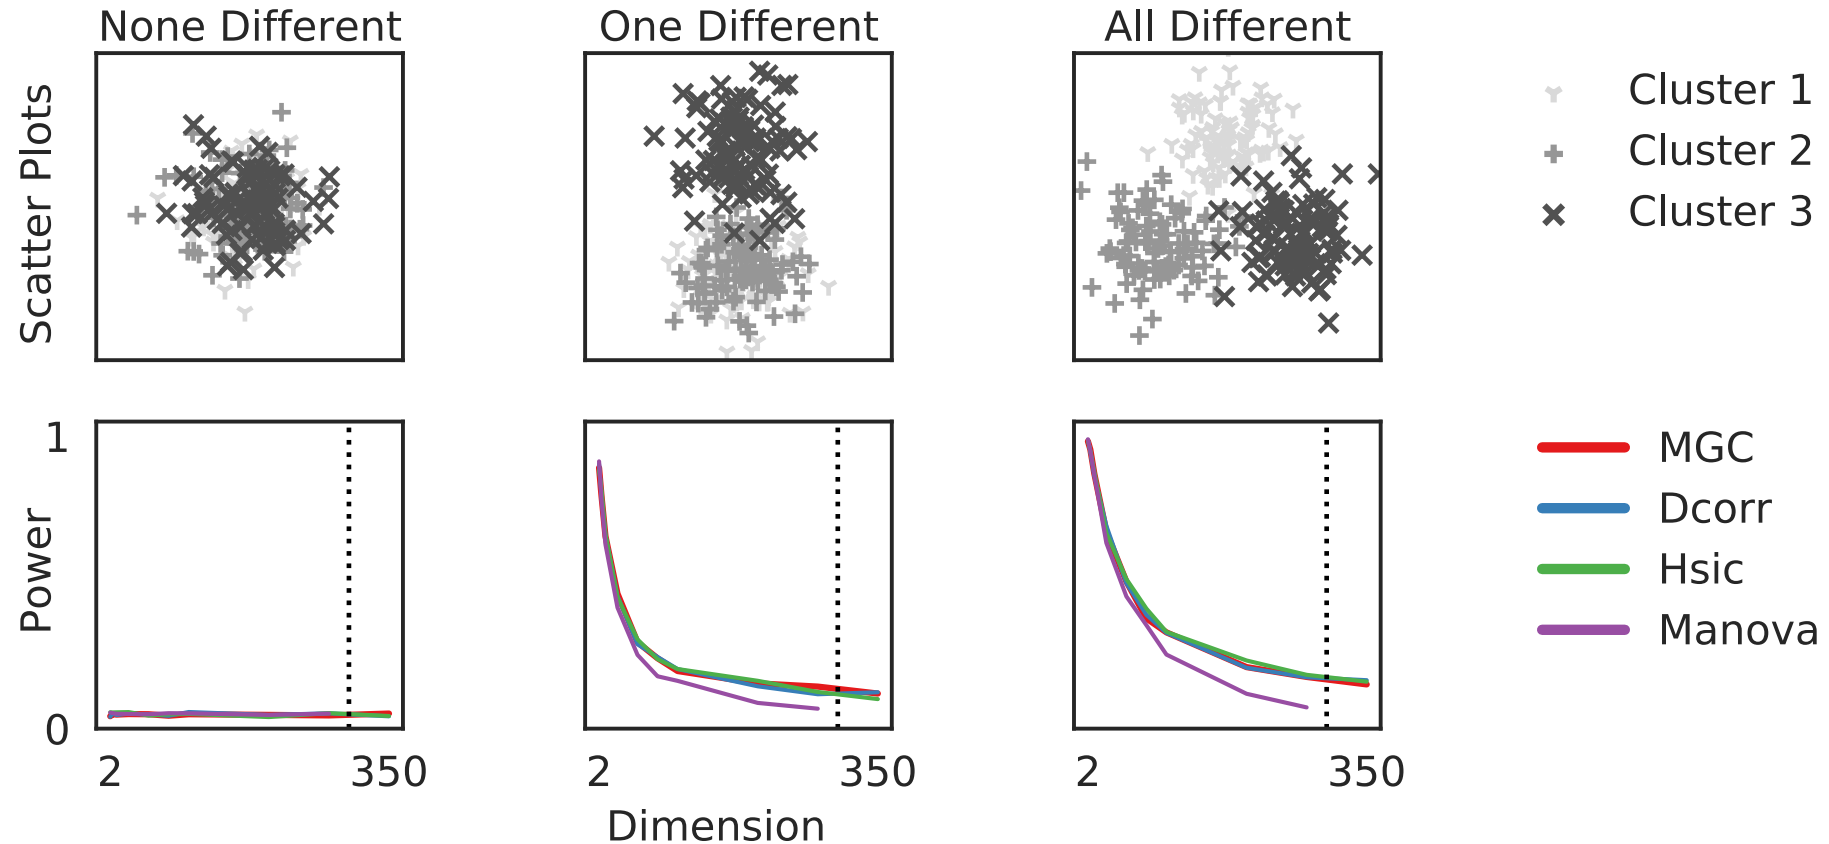 None Different
One Different
All Different
Scatter Plots
Cluster 1
Cluster 2
Cluster 3
Power
1
0
2
350
2
350
2
350
Dimension
MGC
Dcorr
Hsic
Manova